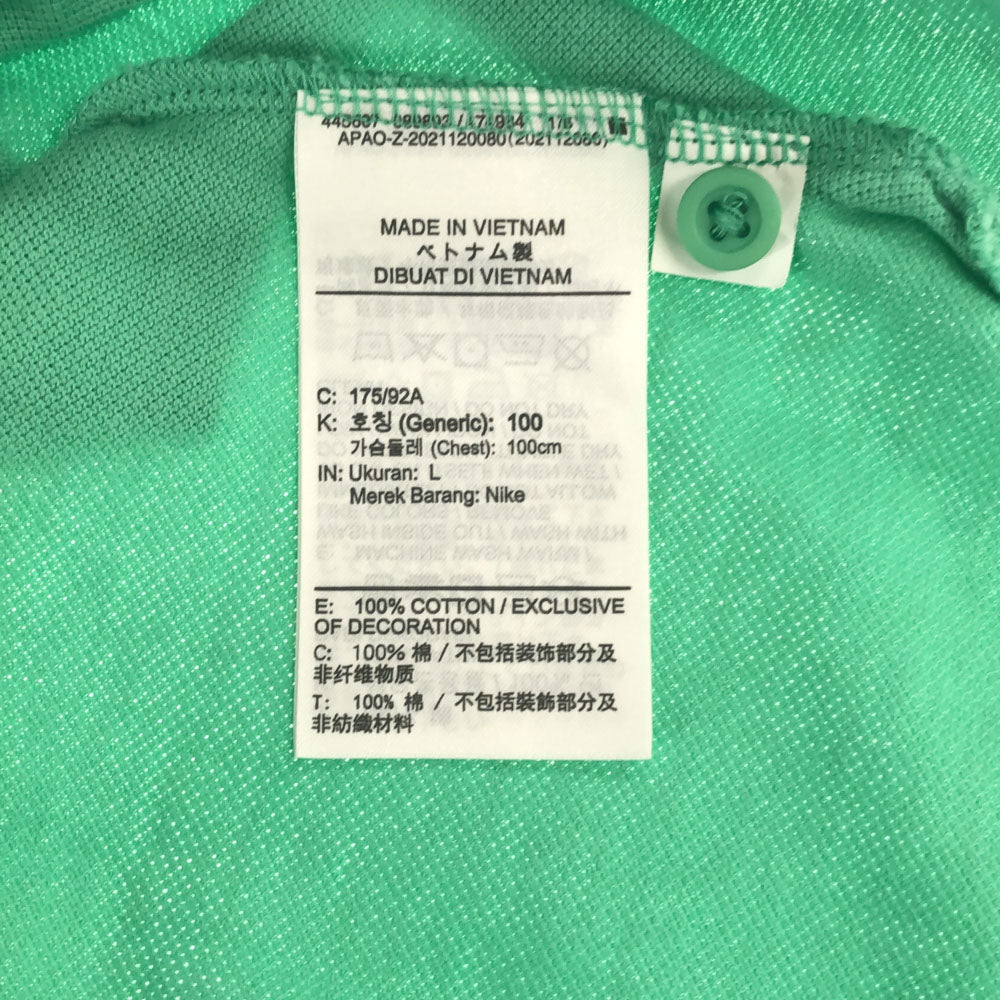 APAO-Z-2021120080(202112080)
MADE IN VIETNAM
ベトナム製
DIBUAT DI VIETNAM
C: 175/92A
K: 호칭 (Generic): 100
가슴둘레 (Chest): 100cm
IN: Ukuran: L
Merek Barang: Nike
E: 100% COTTON / EXCLUSIVE
OF DECORATION
C: 100% 棉 / 不包括装饰部分及
非纤维物质
T: 100% 棉 / 不包括裝飾部分及
非紡織材料